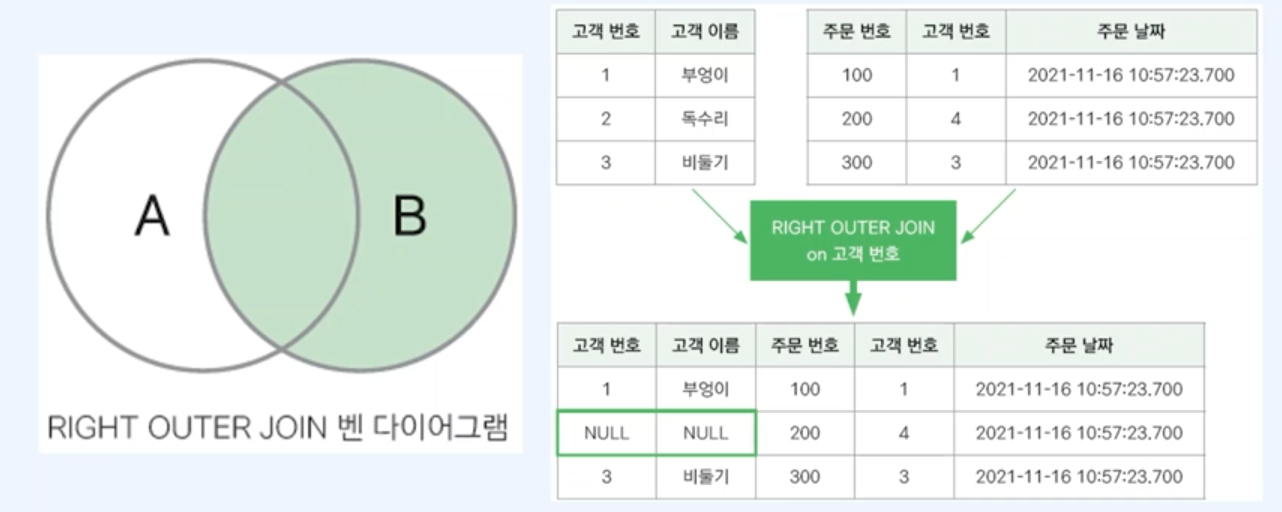 A
B
RIGHT OUTER JOIN 벤 다이어그램
고객 번호 고객 이름
1 부엉이
2 독수리
3 비둘기
주문 번호 고객 번호 주문 날짜
100 1 2021-11-16 10:57:23.700
200 4 2021-11-16 10:57:23.700
300 3 2021-11-16 10:57:23.700
RIGHT OUTER JOIN
on 고객 번호
고객 번호 고객 이름 주문 번호 고객 번호 주문 날짜
1 부엉이 100 1 2021-11-16 10:57:23.700
NULL NULL 200 4 2021-11-16 10:57:23.700
3 비둘기 300 3 2021-11-16 10:57:23.700